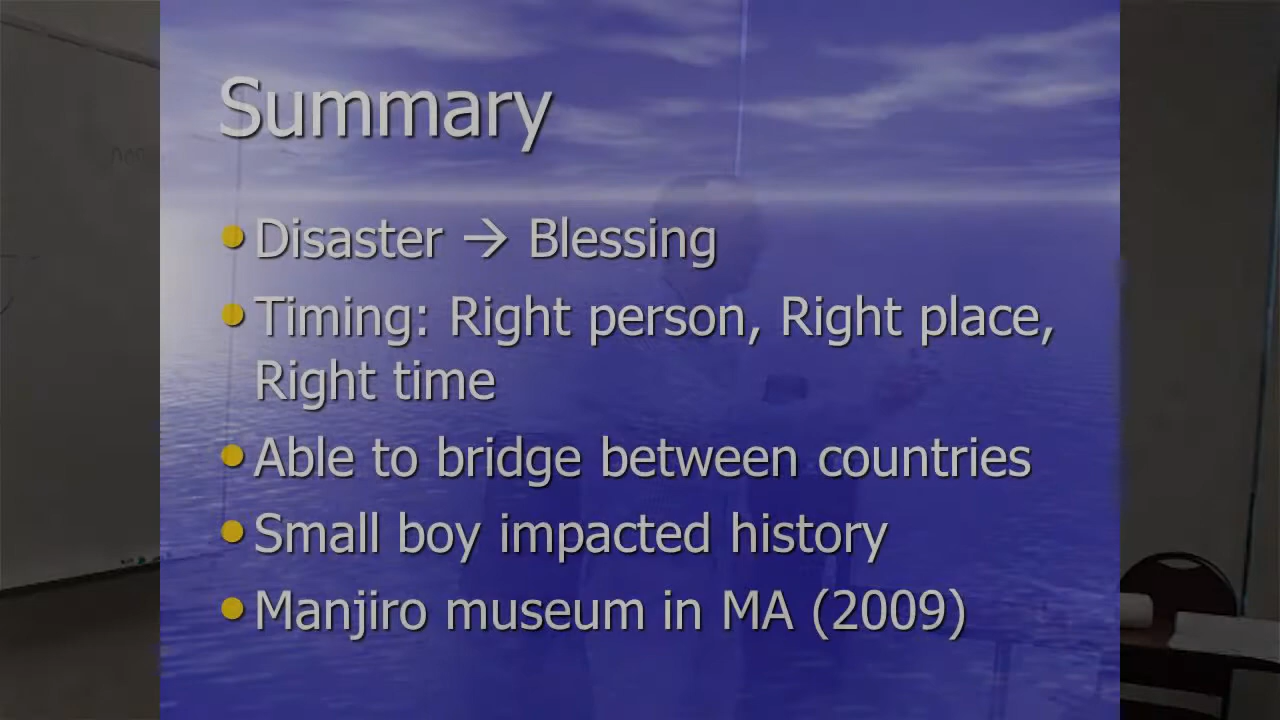 Summary
• Disaster → Blessing
• Timing: Right person, Right place,
Right time
• Able to bridge between countries
• Small boy impacted history
• Manjiro museum in MA (2009)